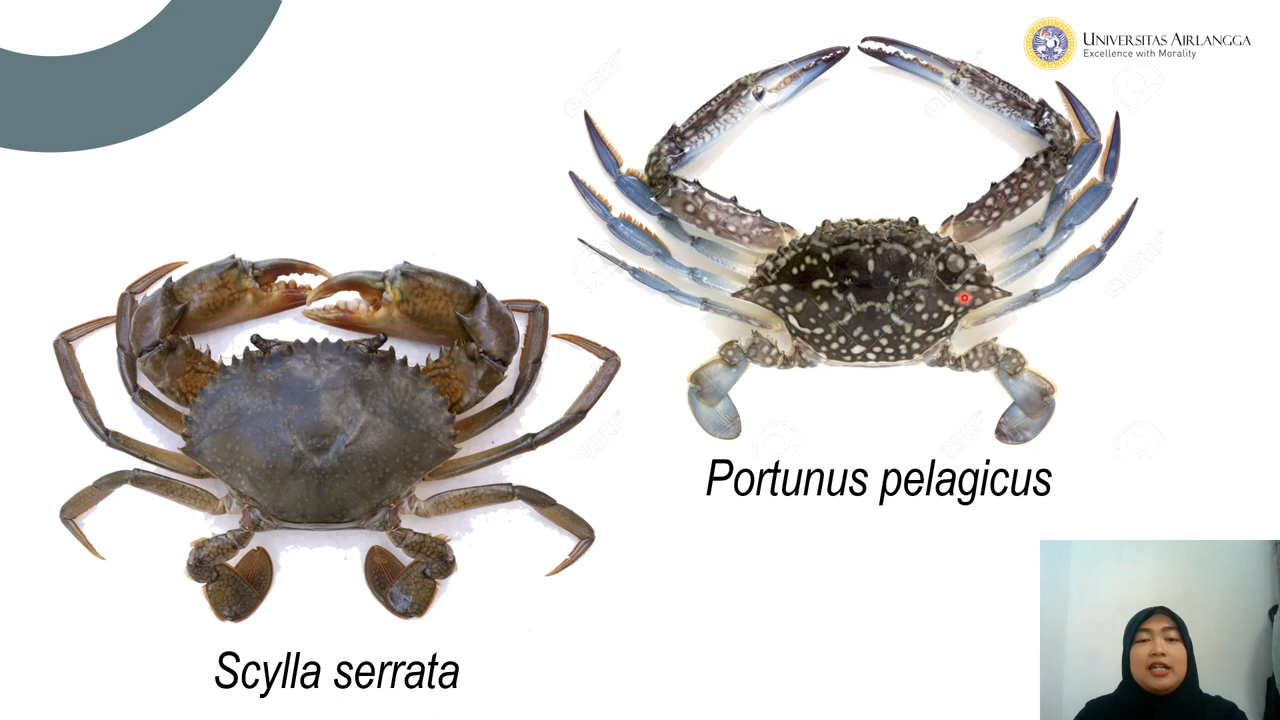 UNIVERSITAS AIRLANGGA
Excellence with Morality
Portunus pelagicus
Scylla serrata